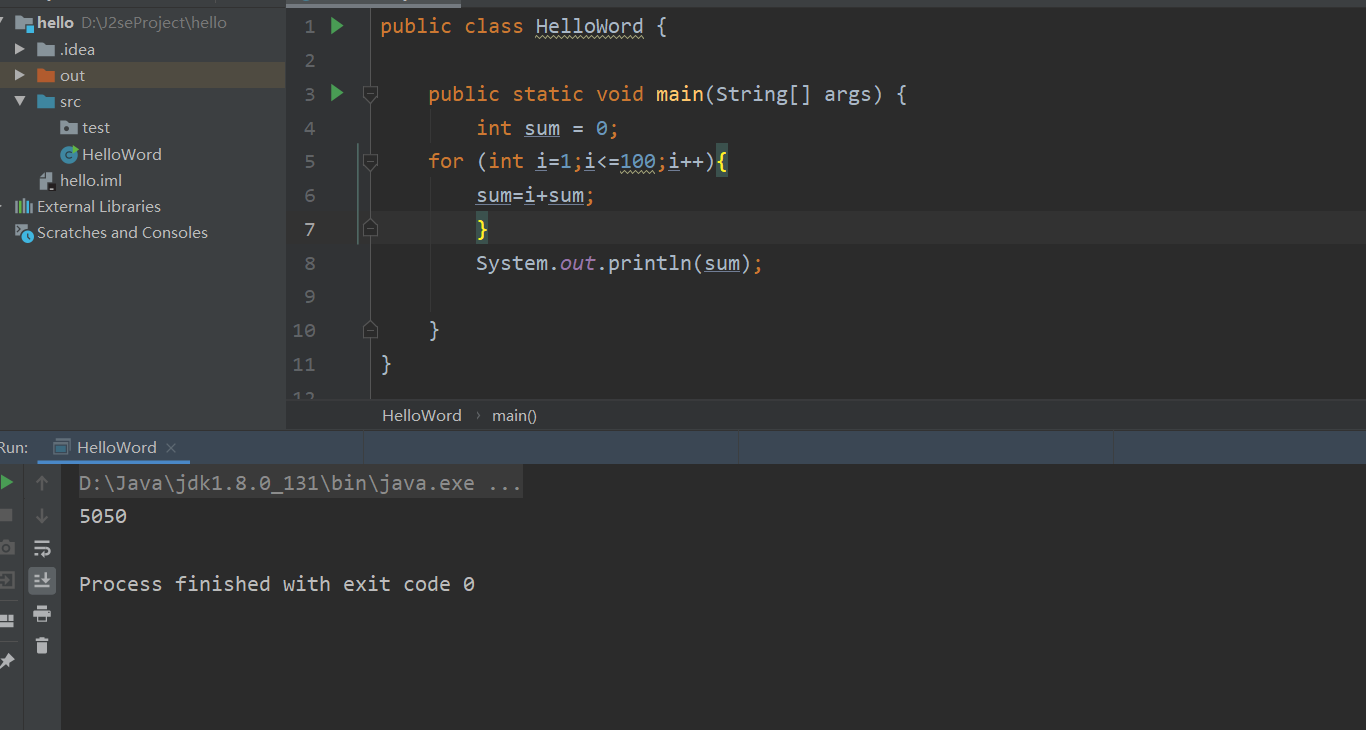 hello D:\J2seProject\hello
.idea
out
src
test
HelloWord
hello.iml
External Libraries
Scratches and Consoles
1 public class HelloWord {
2
3 public static void main(String[] args) {
4 int sum = 0;
5 for (int i=1;i<=100;i++){
6 sum=i+sum;
7 }
8 System.out.println(sum);
9
10 }
11 }
12
HelloWord › main()
Run: HelloWord ×
D:\Java\jdk1.8.0_131\bin\java.exe ...
5050
Process finished with exit code 0